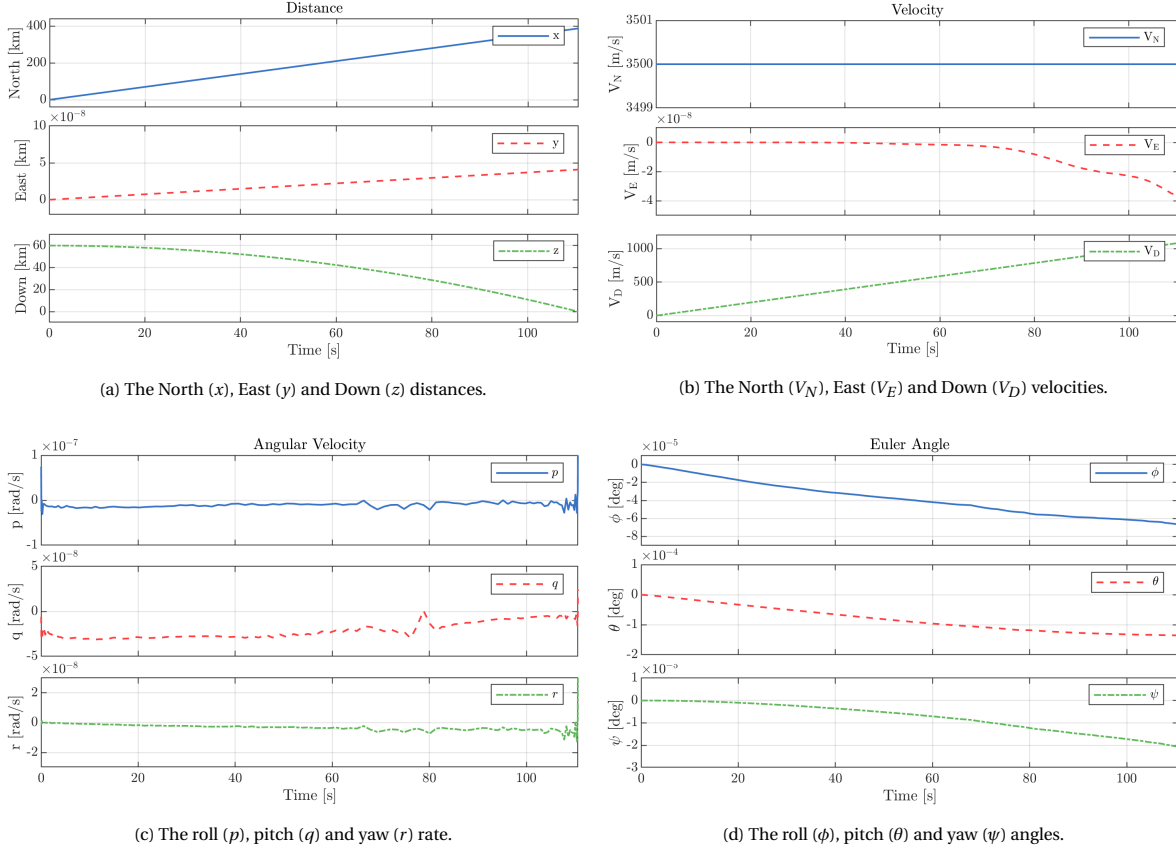 Distance
North [km]
400
200
0
x
×10⁻⁸
East [km]
10
5
0
y
Down [km]
60
40
20
0
z
0 20 40 60 80 100
Time [s]
(a) The North (x), East (y) and Down (z) distances.
Velocity
V_N [m/s]
3501
3500
3499
V_N
×10⁻⁸
V_E [m/s]
0
-2
-4
V_E
V_D [m/s]
1000
500
0
V_D
0 20 40 60 80 100
Time [s]
(b) The North (V_N), East (V_E) and Down (V_D) velocities.
Angular Velocity
×10⁻⁷
p [rad/s]
1
0
-1
p
×10⁻⁸
q [rad/s]
5
0
-5
q
×10⁻⁸
r [rad/s]
2
0
-2
r
0 20 40 60 80 100
Time [s]
(c) The roll (p), pitch (q) and yaw (r) rate.
Euler Angle
×10⁻⁵
ϕ [deg]
0
-2
-4
-6
-8
ϕ
×10⁻⁴
θ [deg]
1
0
-1
-2
θ
ψ [deg]
1
0
-1
-2
-3
ψ
0 20 40 60 80 100
Time [s]
(d) The roll (ϕ), pitch (θ) and yaw (ψ) angles.